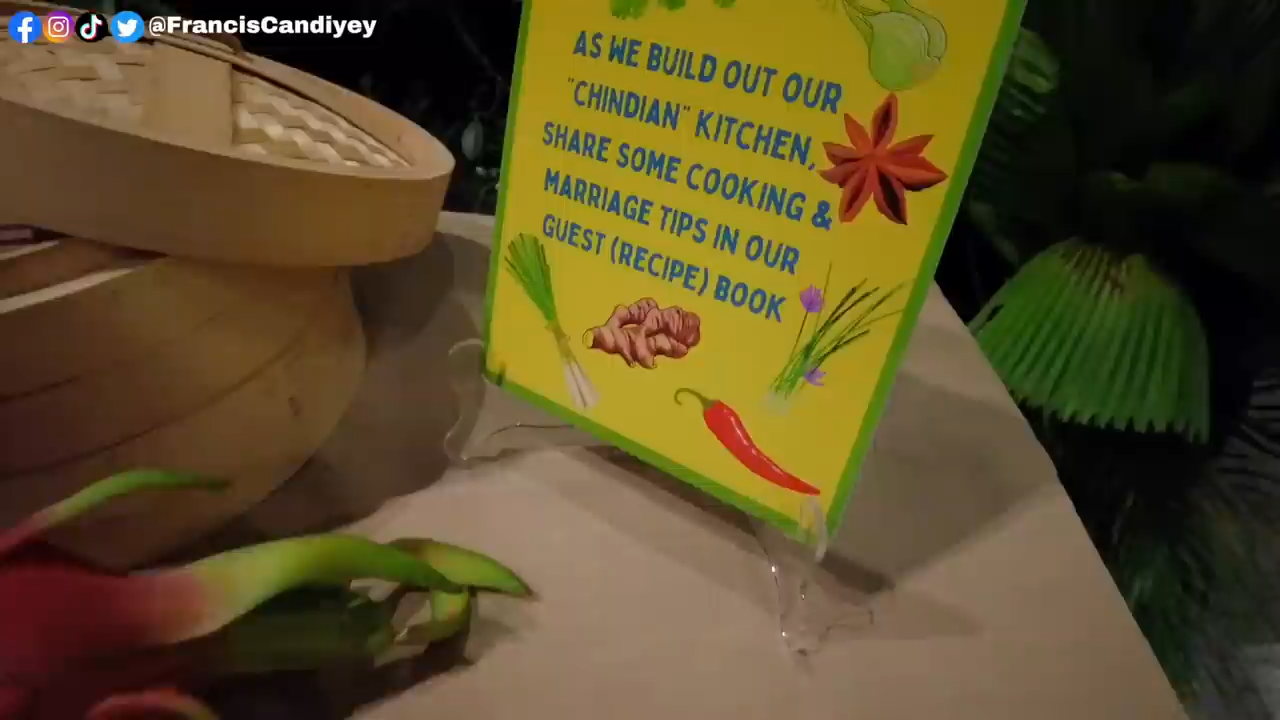 @FrancisCandiyey
AS WE BUILD OUT OUR
"CHINDIAN" KITCHEN,
SHARE SOME COOKING &
MARRIAGE TIPS IN OUR
GUEST (RECIPE) BOOK